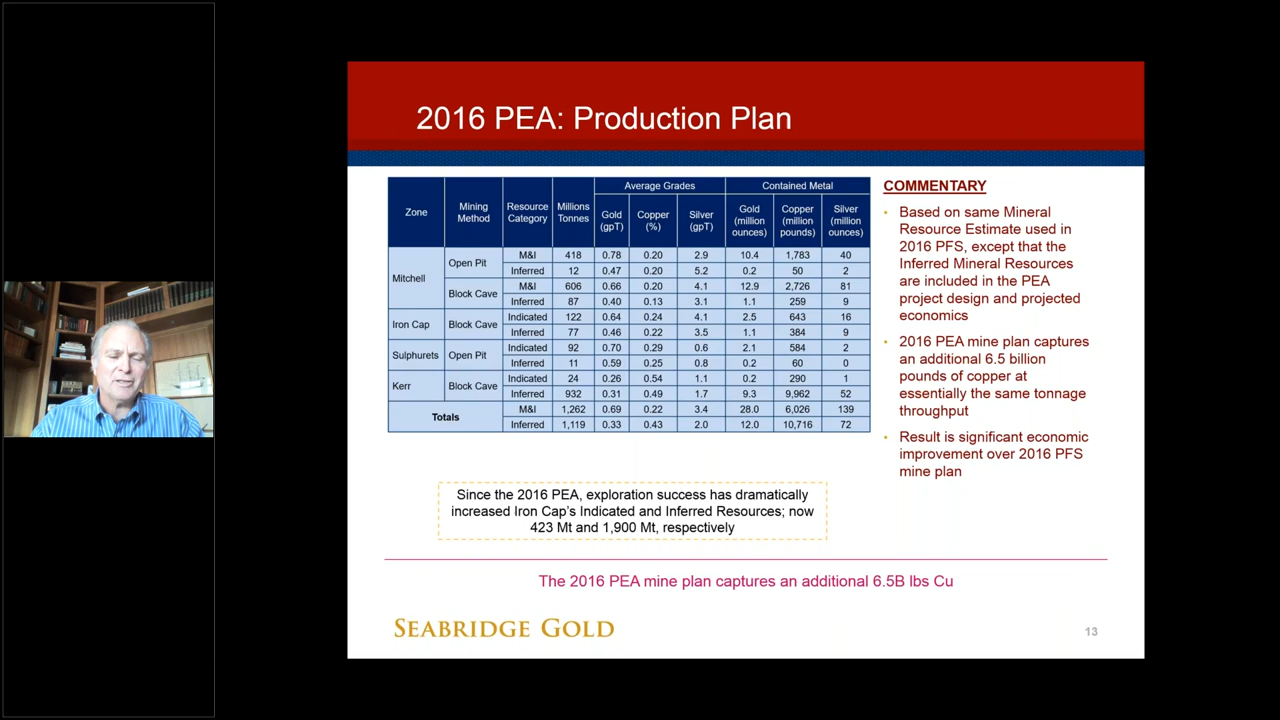 2016 PEA: Production Plan
Zone Mining Method Resource Category Millions Tonnes Average Grades Contained Metal
Gold (gpT) Copper (%) Silver (gpT) Gold (million ounces) Copper (million pounds) Silver (million ounces)
Mitchell Open Pit M&I 418 0.78 0.20 2.9 10.4 1,783 40
Inferred 12 0.47 0.20 5.2 0.2 50 2
Block Cave M&I 606 0.66 0.20 4.1 12.9 2,726 81
Inferred 87 0.40 0.13 3.1 1.1 259 9
Iron Cap Block Cave Indicated 122 0.64 0.24 4.1 2.5 643 16
Inferred 77 0.46 0.22 3.5 1.1 384 9
Sulphurets Open Pit Indicated 92 0.70 0.29 0.6 2.1 584 2
Inferred 11 0.59 0.25 0.8 0.2 60 0
Kerr Block Cave Indicated 24 0.26 0.54 1.1 0.2 290 1
Inferred 932 0.31 0.49 1.7 9.3 9,962 52
Totals M&I 1,262 0.69 0.22 3.4 28.0 6,026 139
Inferred 1,119 0.33 0.43 2.0 12.0 10,716 72
COMMENTARY
• Based on same Mineral
Resource Estimate used in
2016 PFS, except that the
Inferred Mineral Resources
are included in the PEA
project design and projected
economics
• 2016 PEA mine plan captures
an additional 6.5 billion
pounds of copper at
essentially the same tonnage
throughput
• Result is significant economic
improvement over 2016 PFS
mine plan
Since the 2016 PEA, exploration success has dramatically
increased Iron Cap's Indicated and Inferred Resources; now
423 Mt and 1,900 Mt, respectively
The 2016 PEA mine plan captures an additional 6.5B lbs Cu
SEABRIDGE GOLD
13